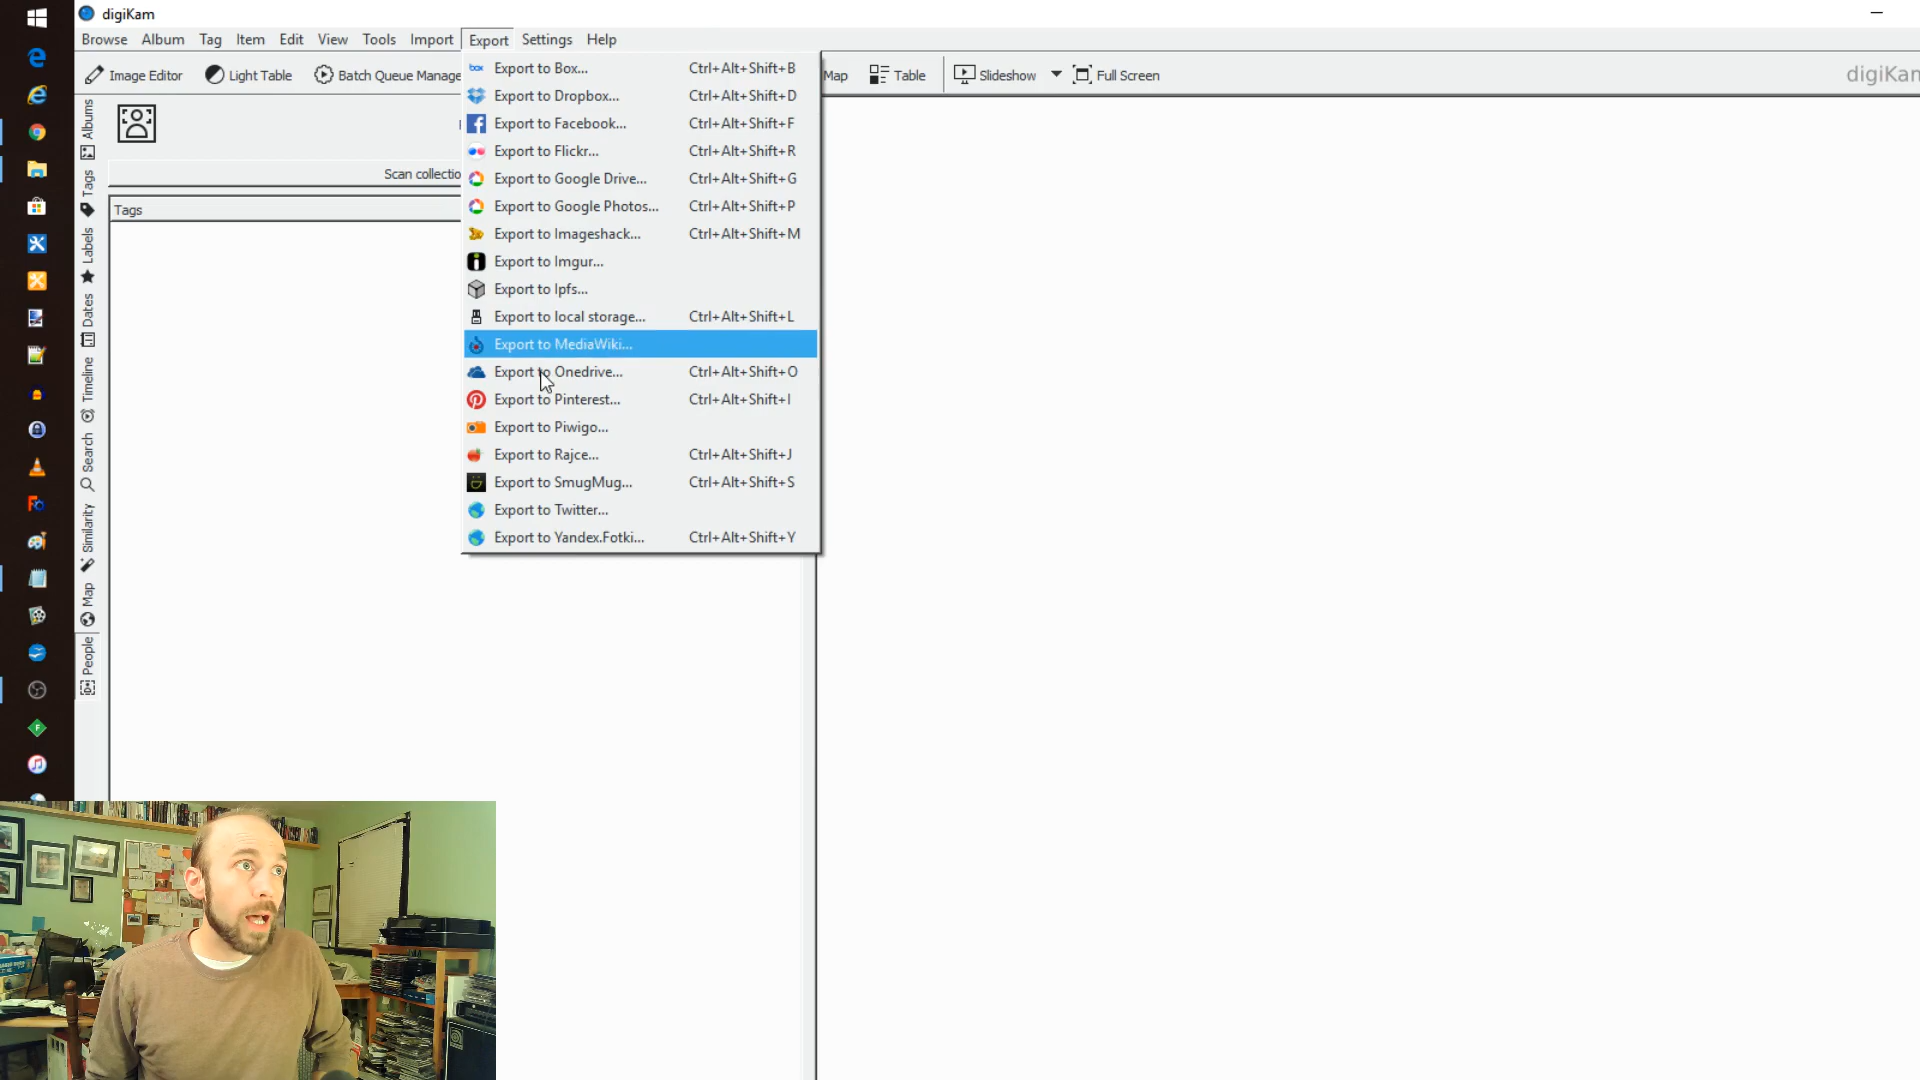 digiKam
Browse Album Tag Item Edit View Tools Import Export Settings Help
Image Editor Light Table Batch Queue Manage Map Table Slideshow Full Screen digiKan
Albums
Tags
Labels
Dates
Timeline
Search
Similarity
Map
People
Scan collectio
Tags
Export to Box... Ctrl+Alt+Shift+B
Export to Dropbox... Ctrl+Alt+Shift+D
Export to Facebook... Ctrl+Alt+Shift+F
Export to Flickr... Ctrl+Alt+Shift+R
Export to Google Drive... Ctrl+Alt+Shift+G
Export to Google Photos... Ctrl+Alt+Shift+P
Export to Imageshack... Ctrl+Alt+Shift+M
Export to Imgur...
Export to Ipfs...
Export to local storage... Ctrl+Alt+Shift+L
Export to MediaWiki...
Export to Onedrive... Ctrl+Alt+Shift+O
Export to Pinterest... Ctrl+Alt+Shift+I
Export to Piwigo...
Export to Rajce... Ctrl+Alt+Shift+J
Export to SmugMug... Ctrl+Alt+Shift+S
Export to Twitter...
Export to Yandex.Fotki... Ctrl+Alt+Shift+Y